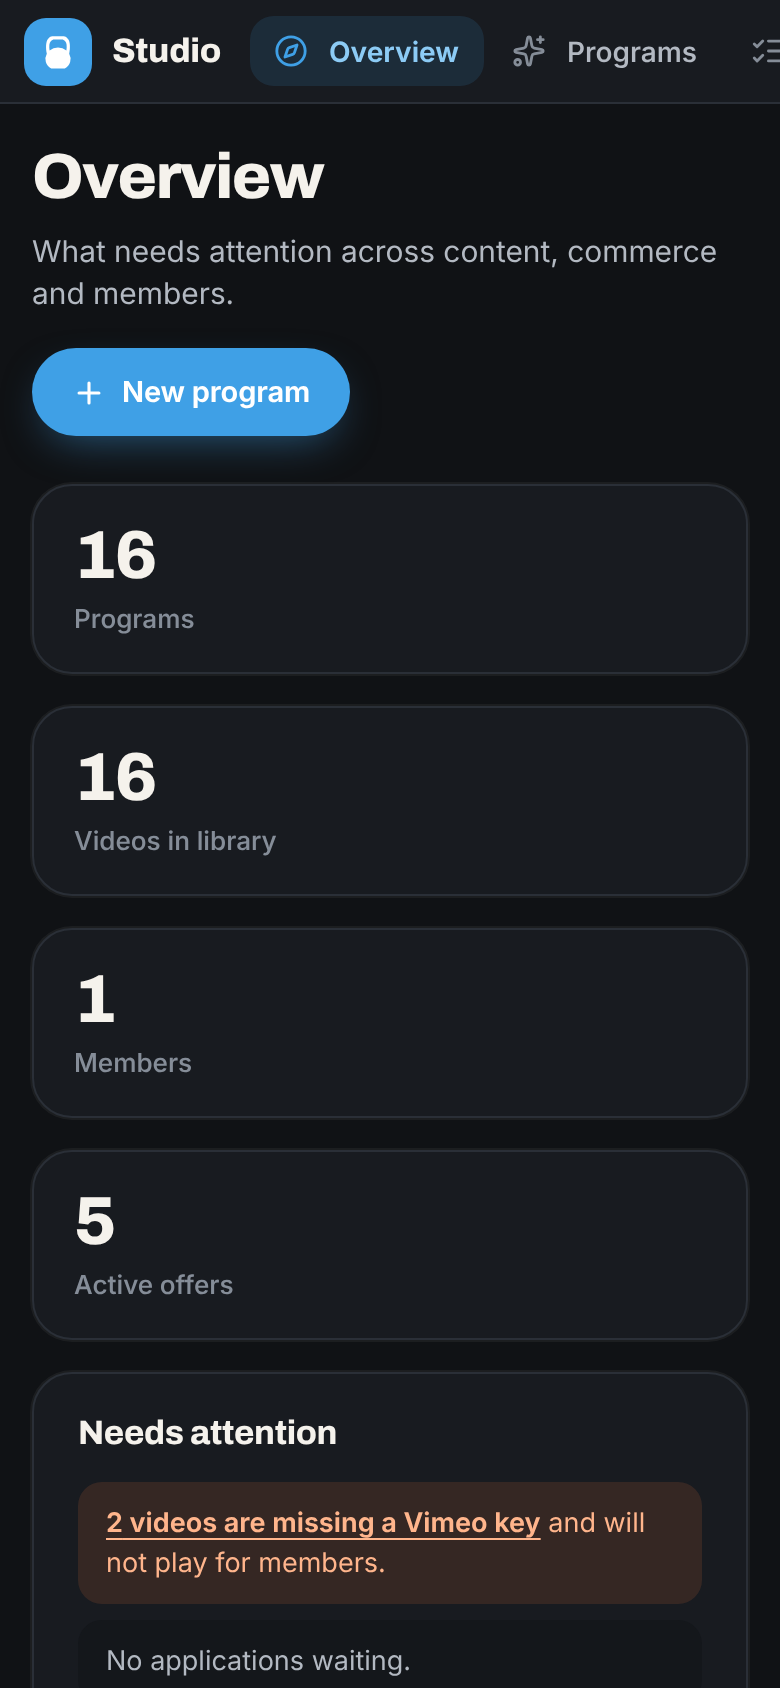 Studio
Overview
Programs
Overview
What needs attention across content, commerce
and members.
New program
16
Programs
16
Videos in library
1
Members
5
Active offers
Needs attention
2 videos are missing a Vimeo key and will
not play for members.
No applications waiting.